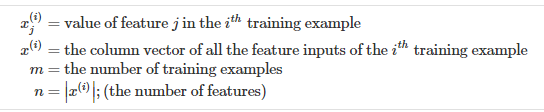 x_j^{(i)} = value of feature j in the i^{th} training example
x^{(i)} = the column vector of all the feature inputs of the i^{th} training example
m = the number of training examples
n = |x^{(i)}|; (the number of features)